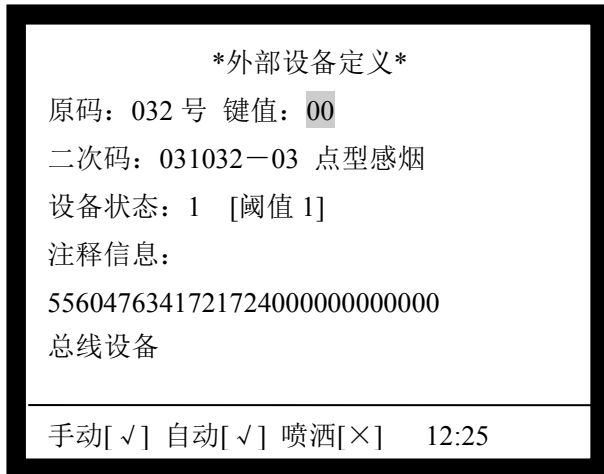 *外部设备定义*
原码：032 号 键值：00
二次码：031032－03 点型感烟
设备状态：1 [阈值 1]
注释信息：
5560476341721724000000000000
总线设备
手动[√] 自动[√] 喷洒[×] 12:25